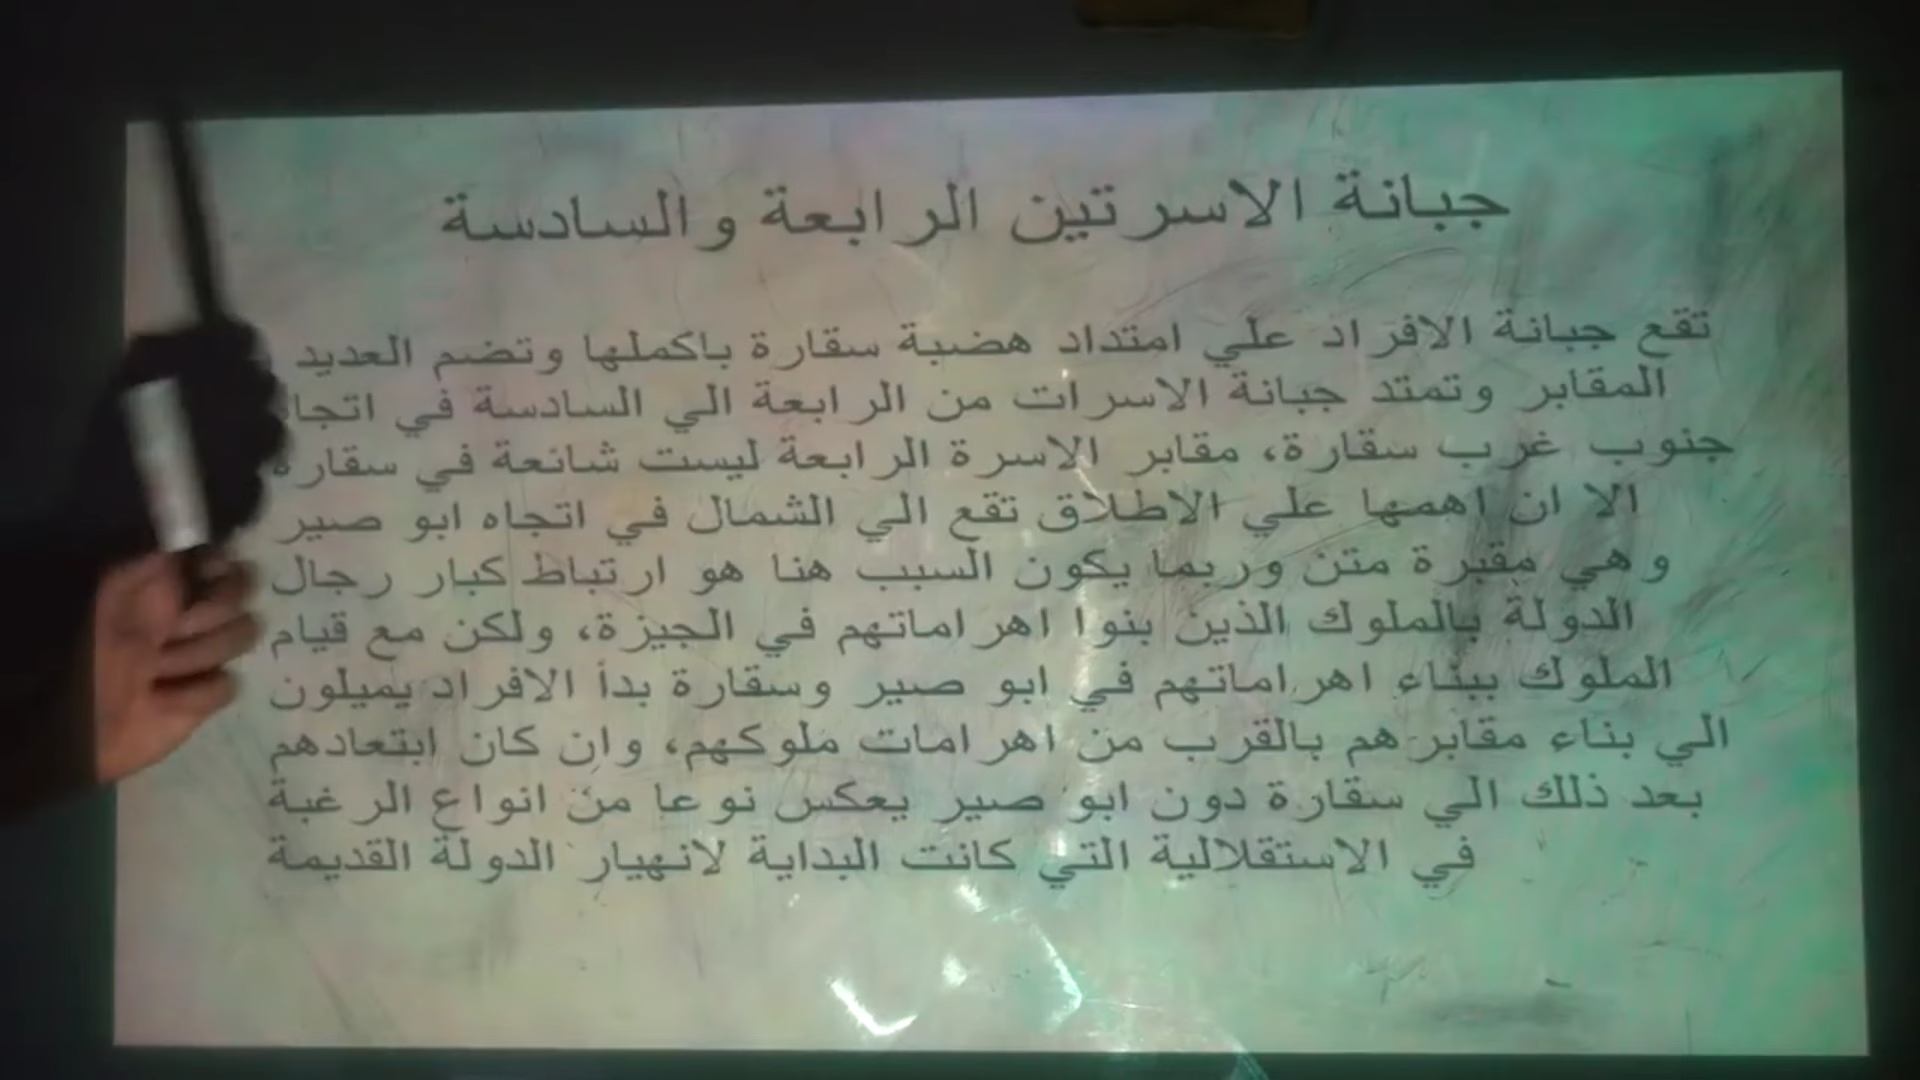 جبانة الاسرتين الرابعة والسادسة
تقع جبانة الافراد علي امتداد هضبة سقارة باكملها وتضم العديد
المقابر وتمتد جبانة الاسرات من الرابعة الي السادسة في
جنوب غرب سقارة، مقابر الاسرة الرابعة ليست شائعة في سقارة
الا ان اهمها علي الاطلاق تقع الي الشمال في اتجاه ابو صير
وهي مقبرة متن وربما يكون السبب هنا هو ارتباط كبار رجال
الدولة بالملوك الذين بنوا اهراماتهم في الجيزة، ولكن مع قيام
الملوك ببناء اهراماتهم في ابو صير وسقارة بدأ الافراد يميلون
الي بناء مقابرهم بالقرب من اهرامات ملوكهم، وان كان ابتعادهم
بعد ذلك الي سقارة دون ابو صير يعكس نوعا من انواع الرغبة
في الاستقلالية التي كانت البداية لانهيار الدولة القديمة